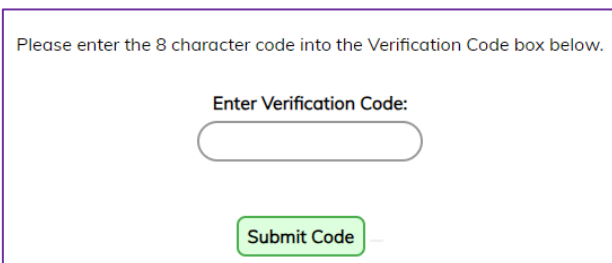 Please enter the 8 character code into the Verification Code box below.
Enter Verification Code:
Submit Code